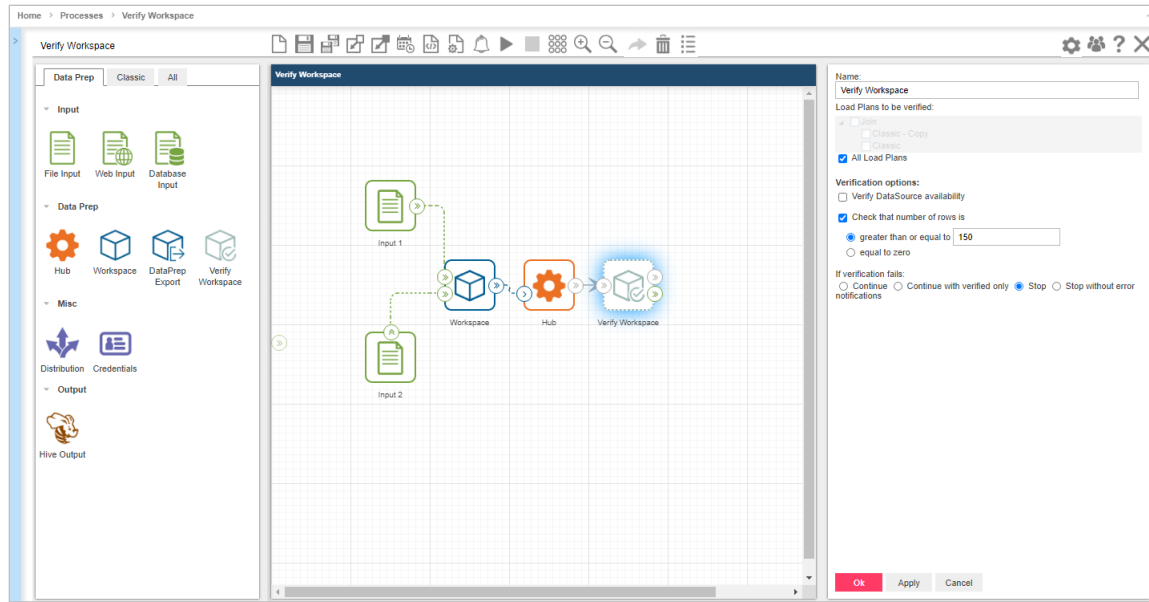 Home > Processes > Verify Workspace
Verify Workspace
Data Prep Classic All
Input
File Input Web Input Database Input
Data Prep
Hub Workspace DataPrep Export Verify Workspace
Misc
Distribution Credentials
Output
Hive Output
Verify Workspace
Input 1
Workspace Hub Verify Workspace
Input 2
Name:
Verify Workspace
Load Plans to be verified:
Join
Classic - Copy
Classic
All Load Plans
Verification options:
Verify DataSource availability
Check that number of rows is
greater than or equal to 150
equal to zero
If verification fails:
Continue Continue with verified only Stop Stop without error
notifications
Ok Apply Cancel